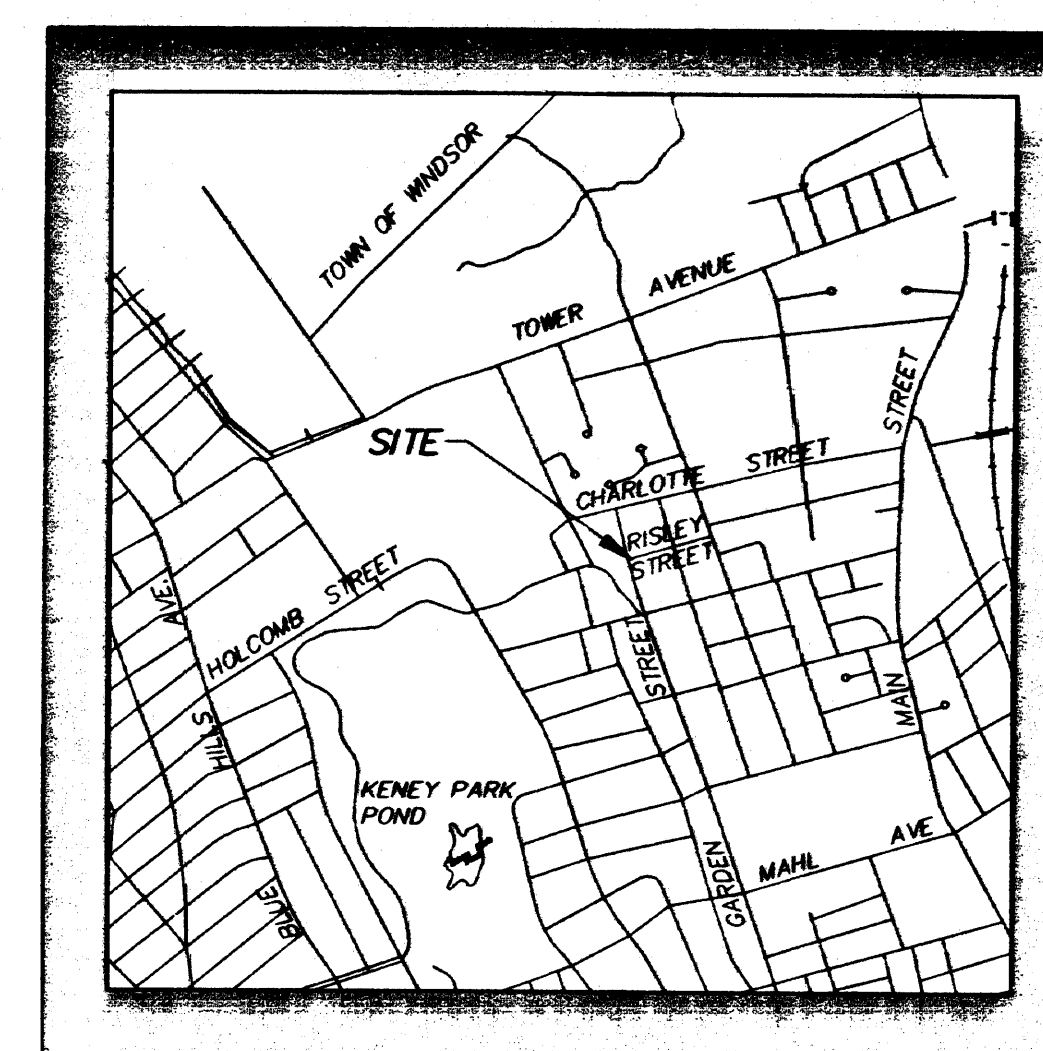 TOWN OF WINDSOR
TOWER AVENUE
SITE
CHARLOTTE STREET
STREET
RISLEY
STREET
HOLCOMB STREET
BLUE HILLS AVE.
GARDEN STREET
MAIN
KENEY PARK
POND
MAHL AVE